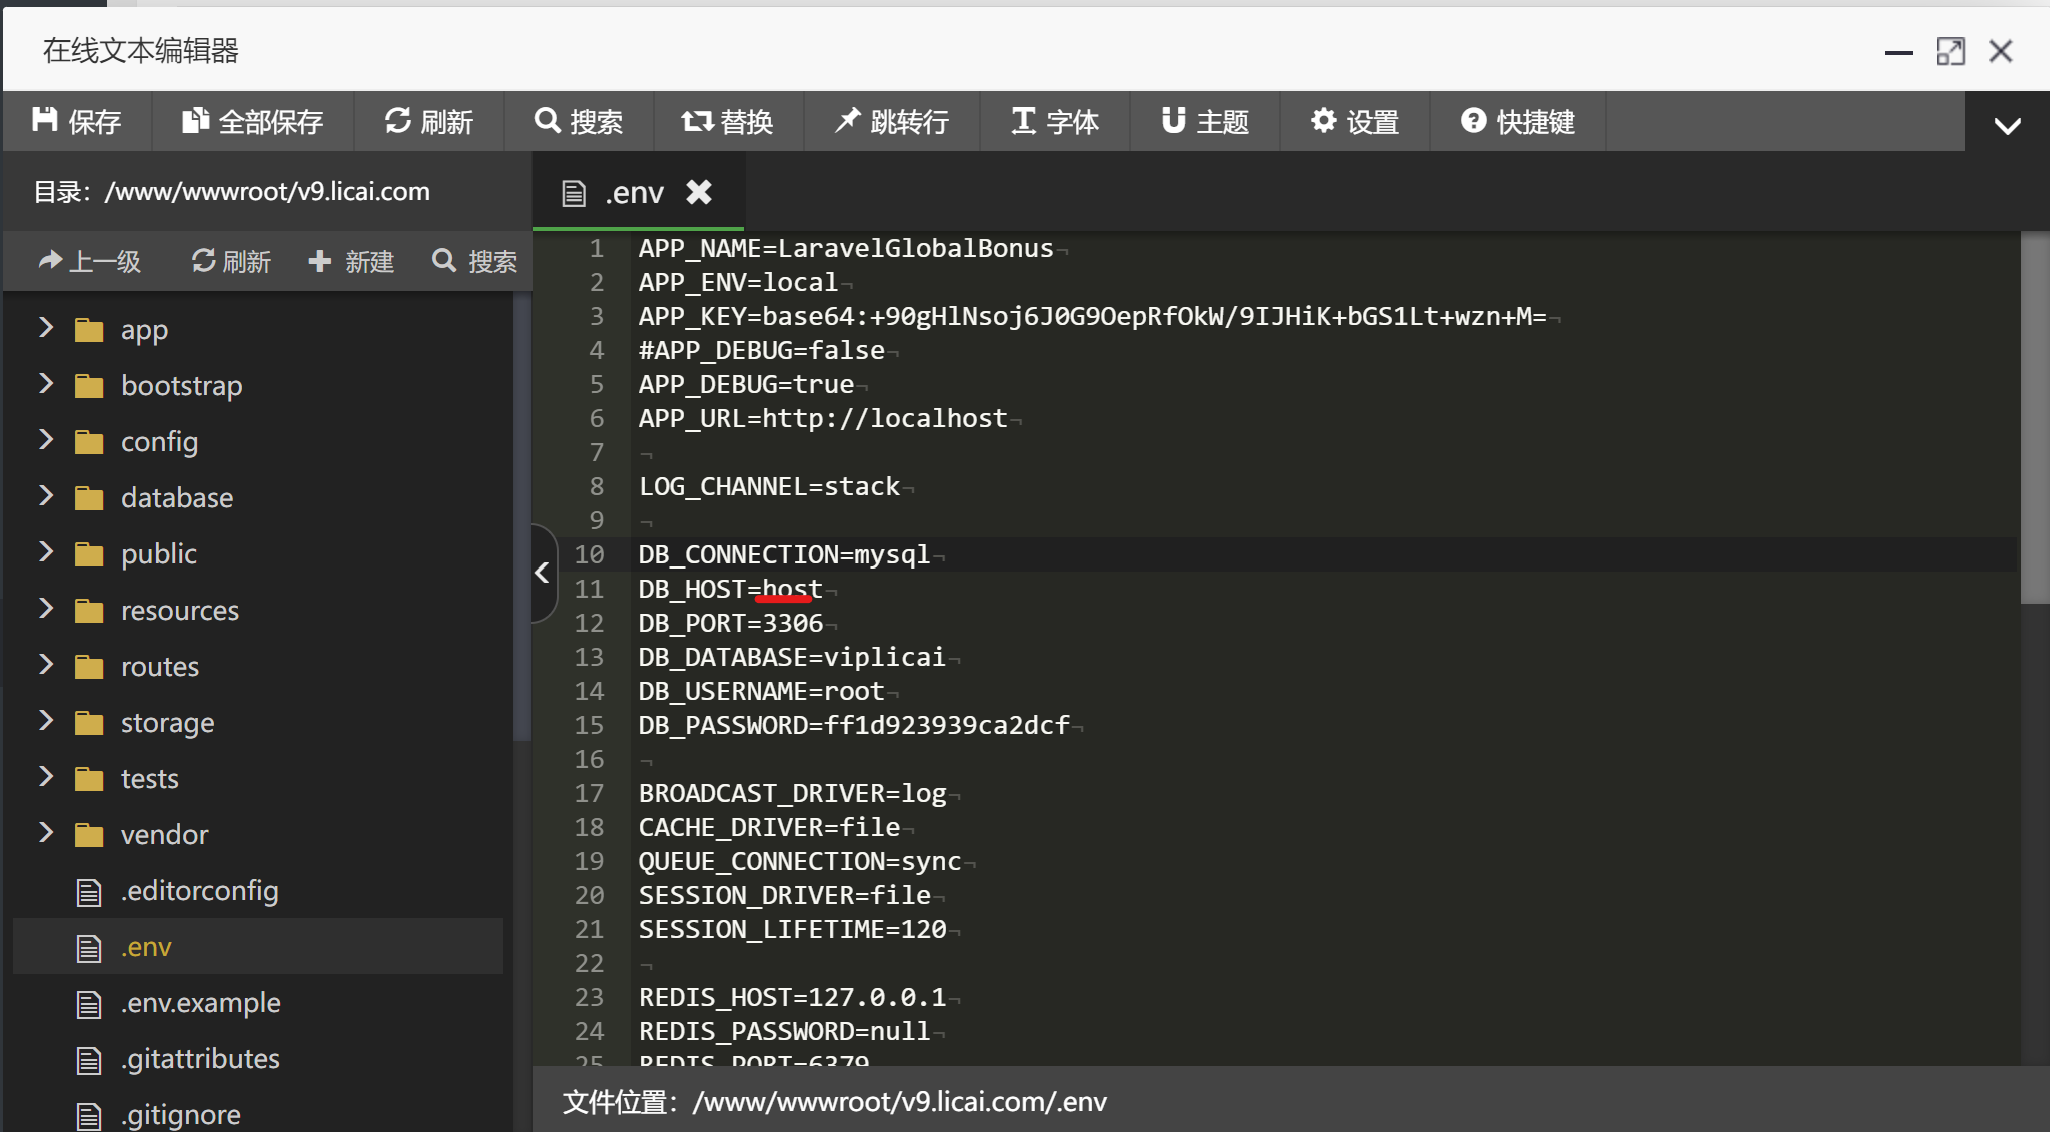 在线文本编辑器
保存 全部保存 刷新 搜索 替换 跳转行 字体 主题 设置 快捷键
目录：/www/wwwroot/v9.licai.com
上一级 刷新 新建 搜索
app
bootstrap
config
database
public
resources
routes
storage
tests
vendor
.editorconfig
.env
.env.example
.gitattributes
.gitignore
.env
1 APP_NAME=LaravelGlobalBonus
2 APP_ENV=local
3 APP_KEY=base64:+90gHlNsoj6J0G9OepRfOkW/9IJHiK+bGS1Lt+wzn+M=
4 #APP_DEBUG=false
5 APP_DEBUG=true
6 APP_URL=http://localhost
7
8 LOG_CHANNEL=stack
9
10 DB_CONNECTION=mysql
11 DB_HOST=host
12 DB_PORT=3306
13 DB_DATABASE=viplicai
14 DB_USERNAME=root
15 DB_PASSWORD=ff1d923939ca2dcf
16
17 BROADCAST_DRIVER=log
18 CACHE_DRIVER=file
19 QUEUE_CONNECTION=sync
20 SESSION_DRIVER=file
21 SESSION_LIFETIME=120
22
23 REDIS_HOST=127.0.0.1
24 REDIS_PASSWORD=null
25 REDIS_PORT=6379
文件位置：/www/wwwroot/v9.licai.com/.env